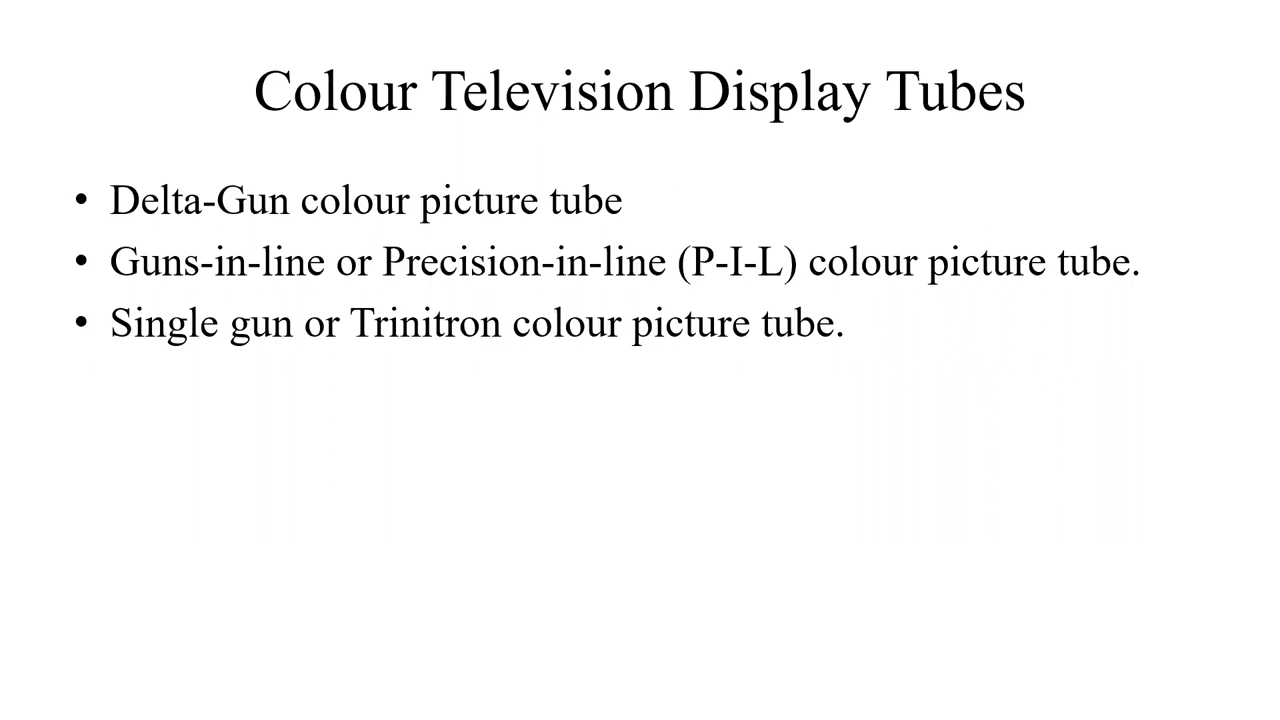 Colour Television Display Tubes
• Delta-Gun colour picture tube
• Guns-in-line or Precision-in-line (P-I-L) colour picture tube.
• Single gun or Trinitron colour picture tube.